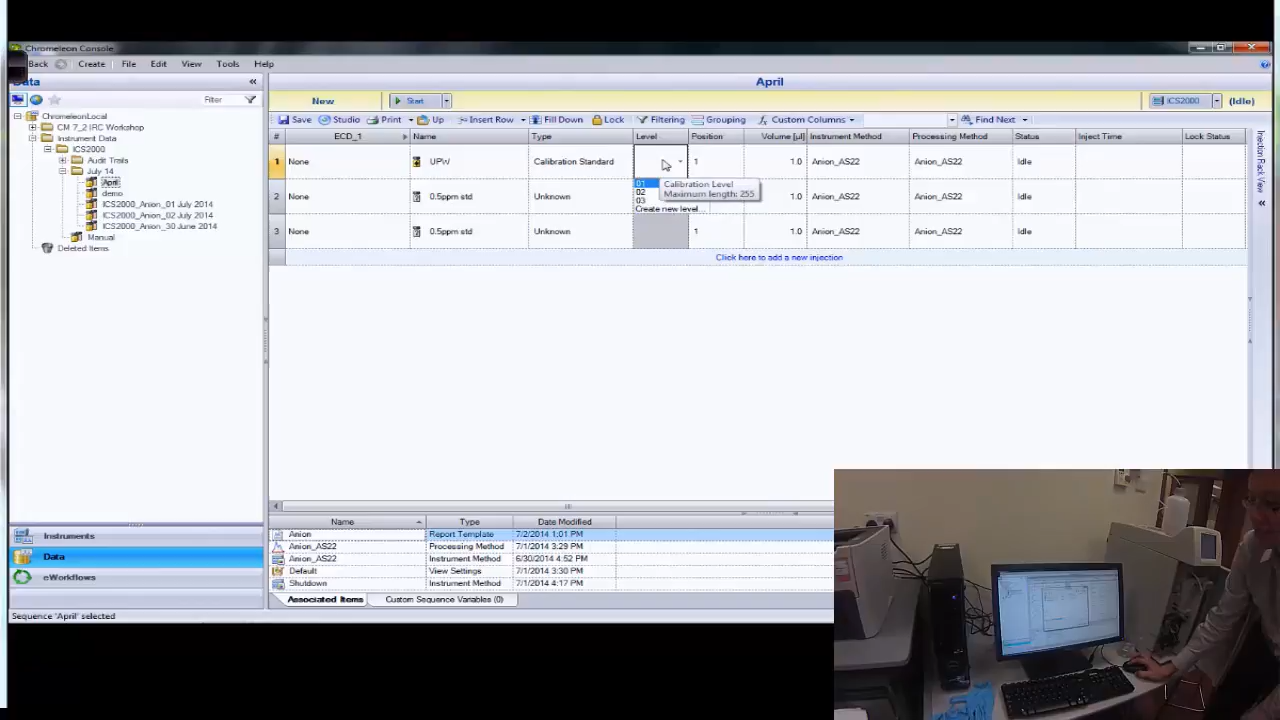 Chromeleon Console
Back Create File Edit View Tools Help
Data
April
Filter
New Start ICS2000 (Idle)
ChromeleonLocal
CM 7_2 IRC Workshop
Instrument Data
ICS2000
Audit Trails
July 14
April
demo
ICS2000_Anion_01 July 2014
ICS2000_Anion_02 July 2014
ICS2000_Anion_30 June 2014
Manual
Deleted Items
Save Studio Print Up Insert Row Fill Down Lock Filtering Grouping Custom Columns Find Next
# ECD_1 Name Type Level Position Volume [µl] Instrument Method Processing Method Status Inject Time Lock Status
1 None UPW Calibration Standard 1 1.0 Anion_AS22 Anion_AS22 Idle
01
02
03
Create new level...
Calibration Level
Maximum length: 255
2 None 0.5ppm std Unknown 1.0 Anion_AS22 Anion_AS22 Idle
3 None 0.5ppm std Unknown 1 1.0 Anion_AS22 Anion_AS22 Idle
Click here to add a new injection
Injection Rack View
Name Type Date Modified
Anion Report Template 7/2/2014 1:01 PM
Anion_AS22 Processing Method 7/1/2014 3:29 PM
Anion_AS22 Instrument Method 6/30/2014 4:52 PM
Default View Settings 7/1/2014 3:30 PM
Shutdown Instrument Method 7/1/2014 4:17 PM
Associated Items Custom Sequence Variables (0)
Instruments
Data
eWorkflows
Sequence 'April' selected